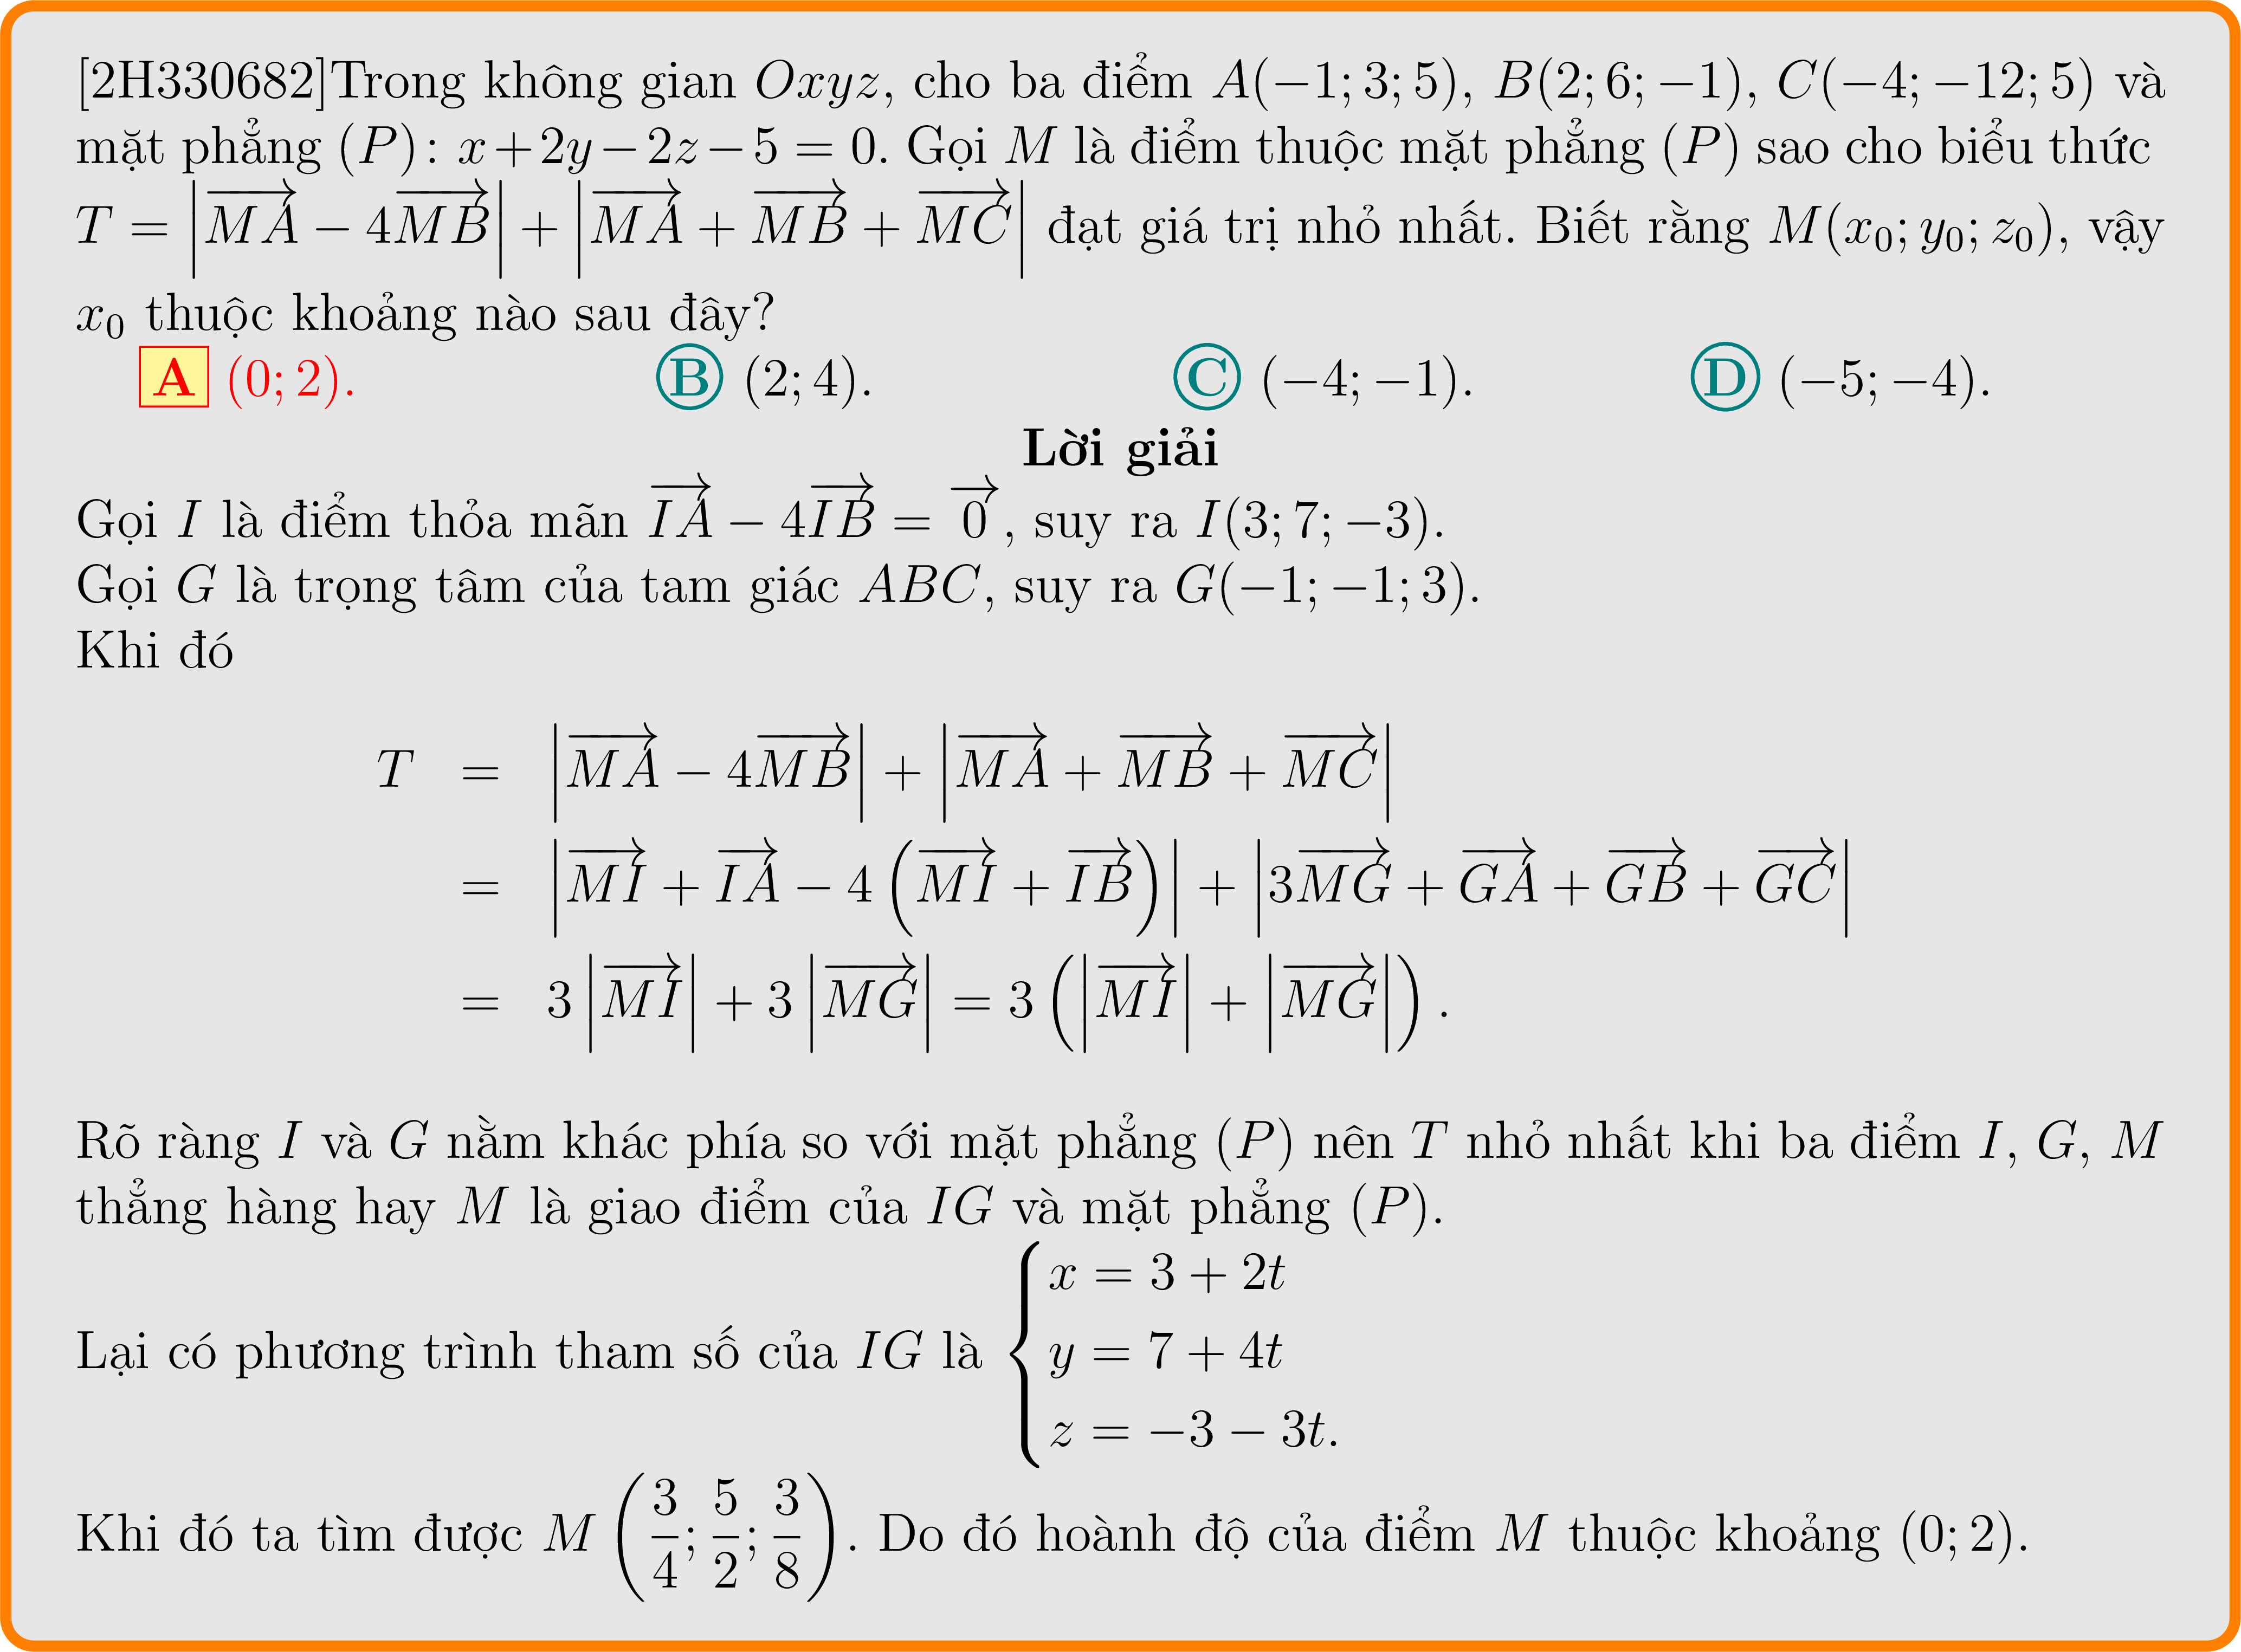 [2H330682]Trong không gian $Oxyz$, cho ba điểm $A(-1;3;5)$, $B(2;6;-1)$, $C(-4;-12;5)$ và
mặt phẳng $(P)\colon x+2y-2z-5=0$. Gọi $M$ là điểm thuộc mặt phẳng $(P)$ sao cho biểu thức
$T=\left|\overrightarrow{MA}-4\overrightarrow{MB}\right|+\left|\overrightarrow{MA}+\overrightarrow{MB}+\overrightarrow{MC}\right|$ đạt giá trị nhỏ nhất. Biết rằng $M(x_0;y_0;z_0)$, vậy
$x_0$ thuộc khoảng nào sau đây?
A $(0;2)$. B $(2;4)$. C $(-4;-1)$. D $(-5;-4)$.
Lời giải
Gọi $I$ là điểm thỏa mãn $\overrightarrow{IA}-4\overrightarrow{IB}=\overrightarrow{0}$, suy ra $I(3;7;-3)$.
Gọi $G$ là trọng tâm của tam giác $ABC$, suy ra $G(-1;-1;3)$.
Khi đó
$T=\left|\overrightarrow{MA}-4\overrightarrow{MB}\right|+\left|\overrightarrow{MA}+\overrightarrow{MB}+\overrightarrow{MC}\right|$
$=\left|\overrightarrow{MI}+\overrightarrow{IA}-4\left(\overrightarrow{MI}+\overrightarrow{IB}\right)\right|+\left|3\overrightarrow{MG}+\overrightarrow{GA}+\overrightarrow{GB}+\overrightarrow{GC}\right|$
$=3\left|\overrightarrow{MI}\right|+3\left|\overrightarrow{MG}\right|=3\left(\left|\overrightarrow{MI}\right|+\left|\overrightarrow{MG}\right|\right).$
Rõ ràng $I$ và $G$ nằm khác phía so với mặt phẳng $(P)$ nên $T$ nhỏ nhất khi ba điểm $I$, $G$, $M$
thẳng hàng hay $M$ là giao điểm của $IG$ và mặt phẳng $(P)$.
Lại có phương trình tham số của $IG$ là $\begin{cases}x=3+2t\\y=7+4t\\z=-3-3t.\end{cases}$
Khi đó ta tìm được $M\left(\dfrac{3}{4};\dfrac{5}{2};\dfrac{3}{8}\right)$. Do đó hoành độ của điểm $M$ thuộc khoảng $(0;2)$.